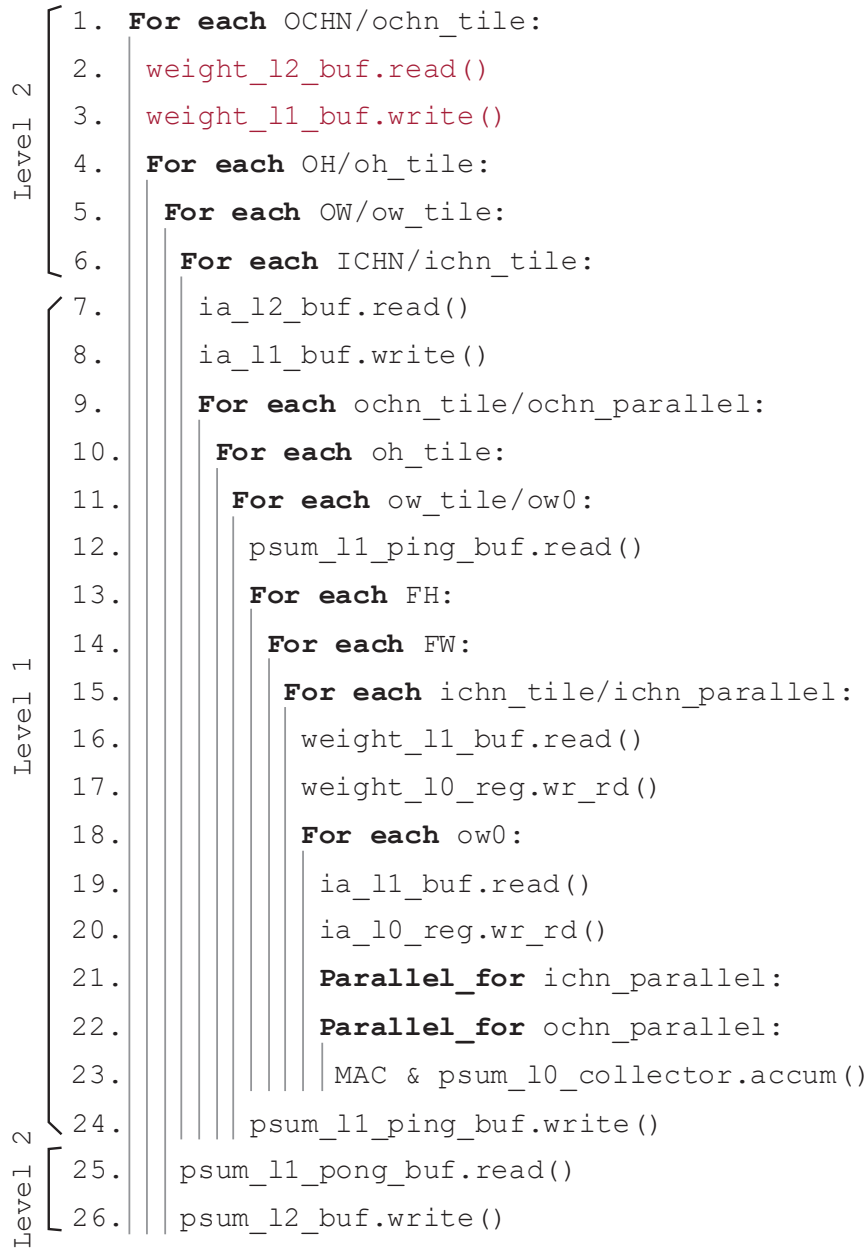 Level 2
1. For each OCHN/ochn_tile:
2. weight_l2_buf.read()
3. weight_l1_buf.write()
4. For each OH/oh_tile:
5. For each OW/ow_tile:
6. For each ICHN/ichn_tile:
Level 1
7. ia_l2_buf.read()
8. ia_l1_buf.write()
9. For each ochn_tile/ochn_parallel:
10. For each oh_tile:
11. For each ow_tile/ow0:
12. psum_l1_ping_buf.read()
13. For each FH:
14. For each FW:
15. For each ichn_tile/ichn_parallel:
16. weight_l1_buf.read()
17. weight_l0_reg.wr_rd()
18. For each ow0:
19. ia_l1_buf.read()
20. ia_l0_reg.wr_rd()
21. Parallel_for ichn_parallel:
22. Parallel_for ochn_parallel:
23. MAC & psum_l0_collector.accum()
24. psum_l1_ping_buf.write()
Level 2
25. psum_l1_pong_buf.read()
26. psum_l2_buf.write()